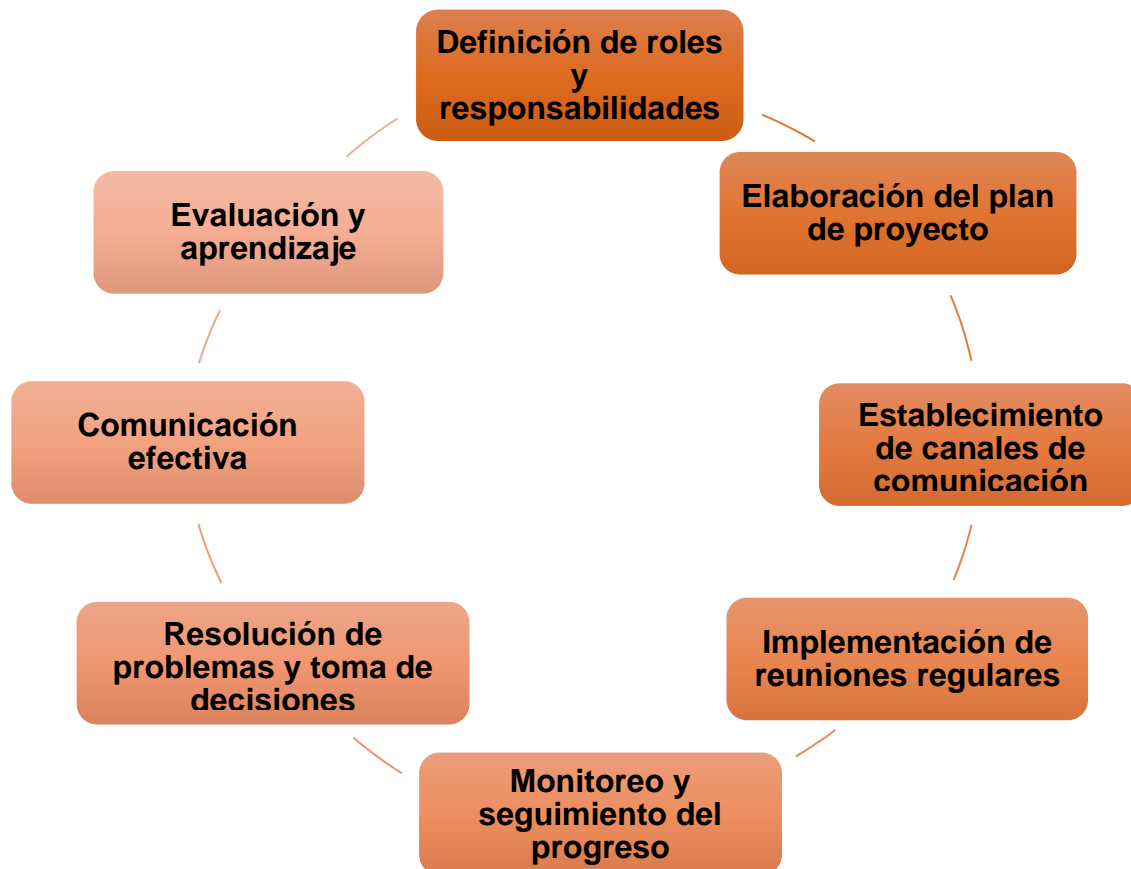 Definición de roles
y
responsabilidades
Elaboración del plan
de proyecto
Establecimiento
de canales de
comunicación
Implementación de
reuniones regulares
Monitoreo y
seguimiento del
progreso
Resolución de
problemas y toma de
decisiones
Comunicación
efectiva
Evaluación y
aprendizaje